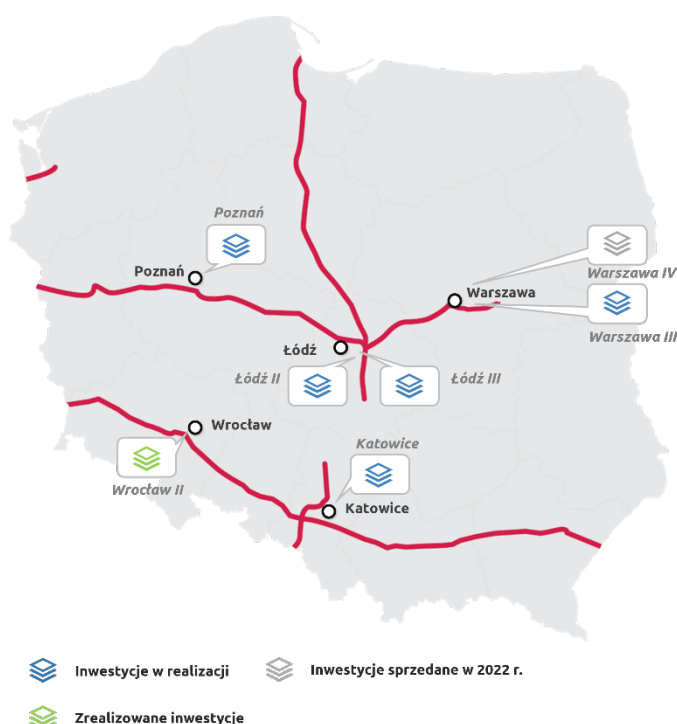 Poznań
Poznań
Warszawa IV
Warszawa
Warszawa III
Łódź
Łódź II
Łódź III
Wrocław
Katowice
Wrocław II
Katowice
Inwestycje w realizacji
Inwestycje sprzedane w 2022 r.
Zrealizowane inwestycje